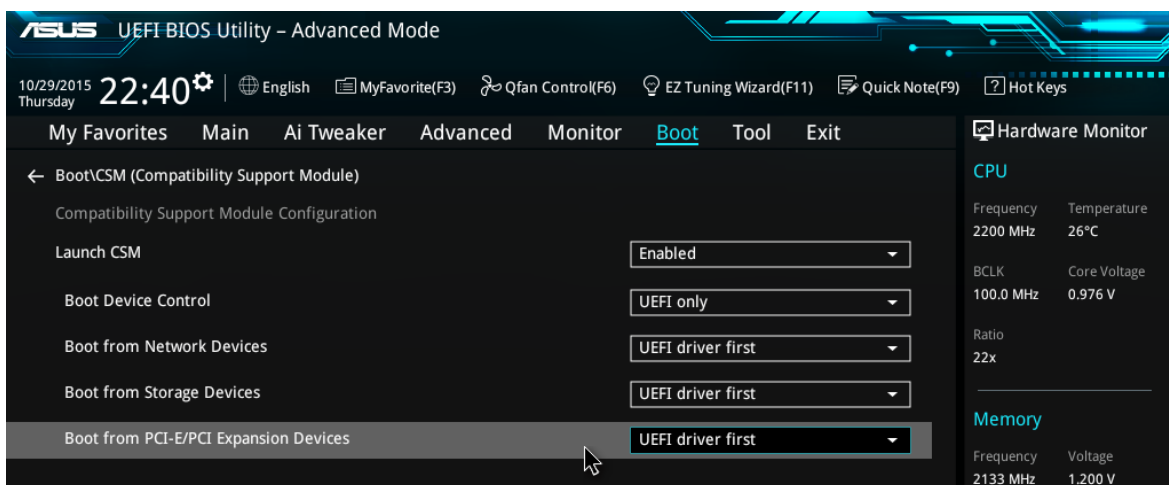 ASUS UEFI BIOS Utility – Advanced Mode
10/29/2015
Thursday
22:40
English
MyFavorite(F3)
Qfan Control(F6)
EZ Tuning Wizard(F11)
Quick Note(F9)
? Hot Keys
My Favorites
Main
Ai Tweaker
Advanced
Monitor
Boot
Tool
Exit
Boot\CSM (Compatibility Support Module)
Compatibility Support Module Configuration
Launch CSM Enabled
Boot Device Control UEFI only
Boot from Network Devices UEFI driver first
Boot from Storage Devices UEFI driver first
Boot from PCI-E/PCI Expansion Devices UEFI driver first
Hardware Monitor
CPU
Frequency Temperature
2200 MHz 26°C
BCLK Core Voltage
100.0 MHz 0.976 V
Ratio
22x
Memory
Frequency Voltage
2133 MHz 1.200 V